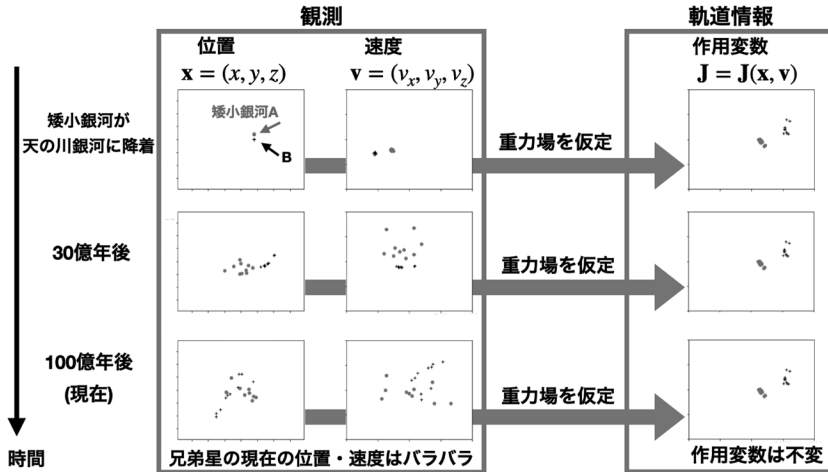 観測
軌道情報
位置
速度
作用変数
x = (x, y, z)
v = (vx, vy, vz)
J = J(x, v)
矮小銀河が
天の川銀河に降着
矮小銀河A
B
重力場を仮定
30億年後
重力場を仮定
100億年後
(現在)
重力場を仮定
時間
兄弟星の現在の位置・速度はバラバラ
作用変数は不変